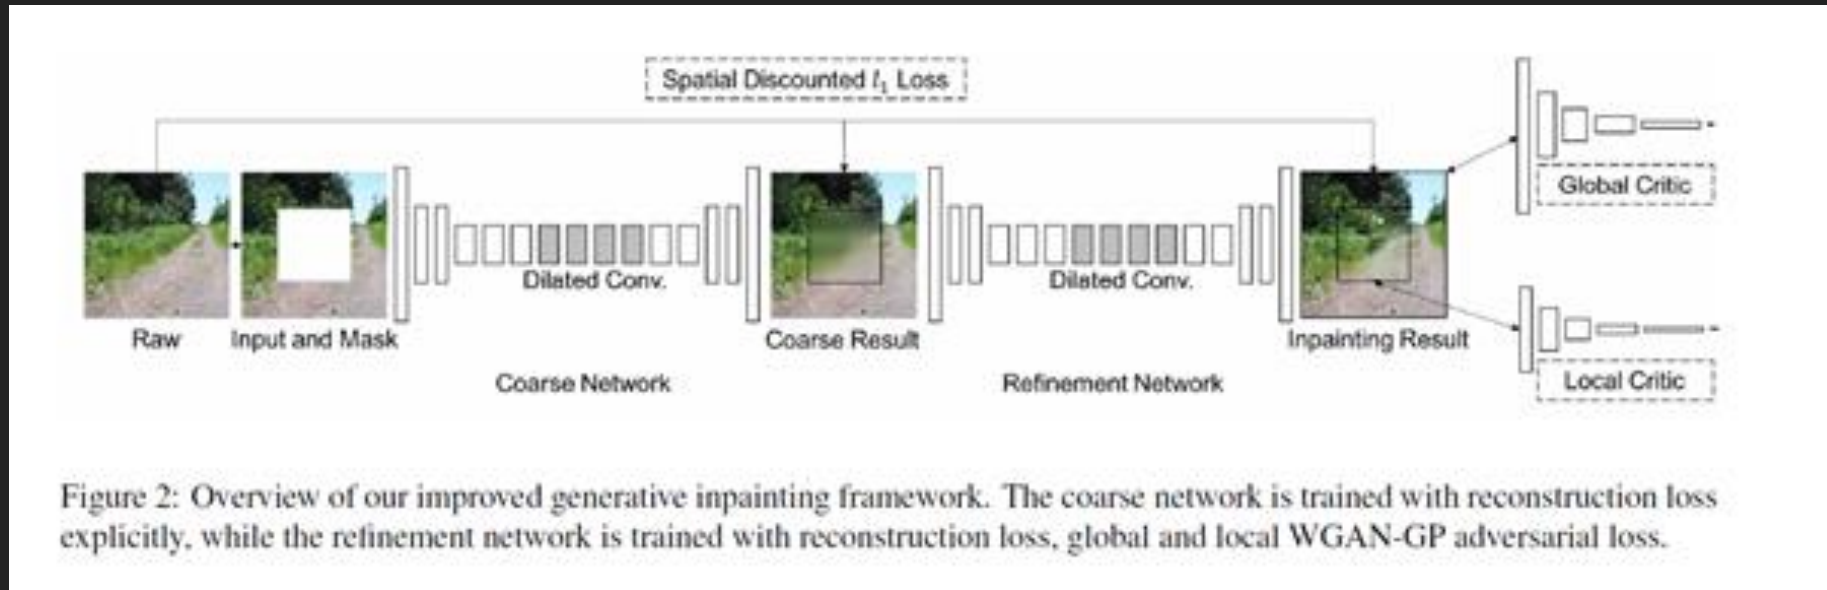 Spatial Discounted l₁ Loss
Global Critic
Dilated Conv.
Dilated Conv.
Raw
Input and Mask
Coarse Result
Inpainting Result
Coarse Network
Refinement Network
Local Critic
Figure 2: Overview of our improved generative inpainting framework. The coarse network is trained with reconstruction loss
explicitly, while the refinement network is trained with reconstruction loss, global and local WGAN-GP adversarial loss.